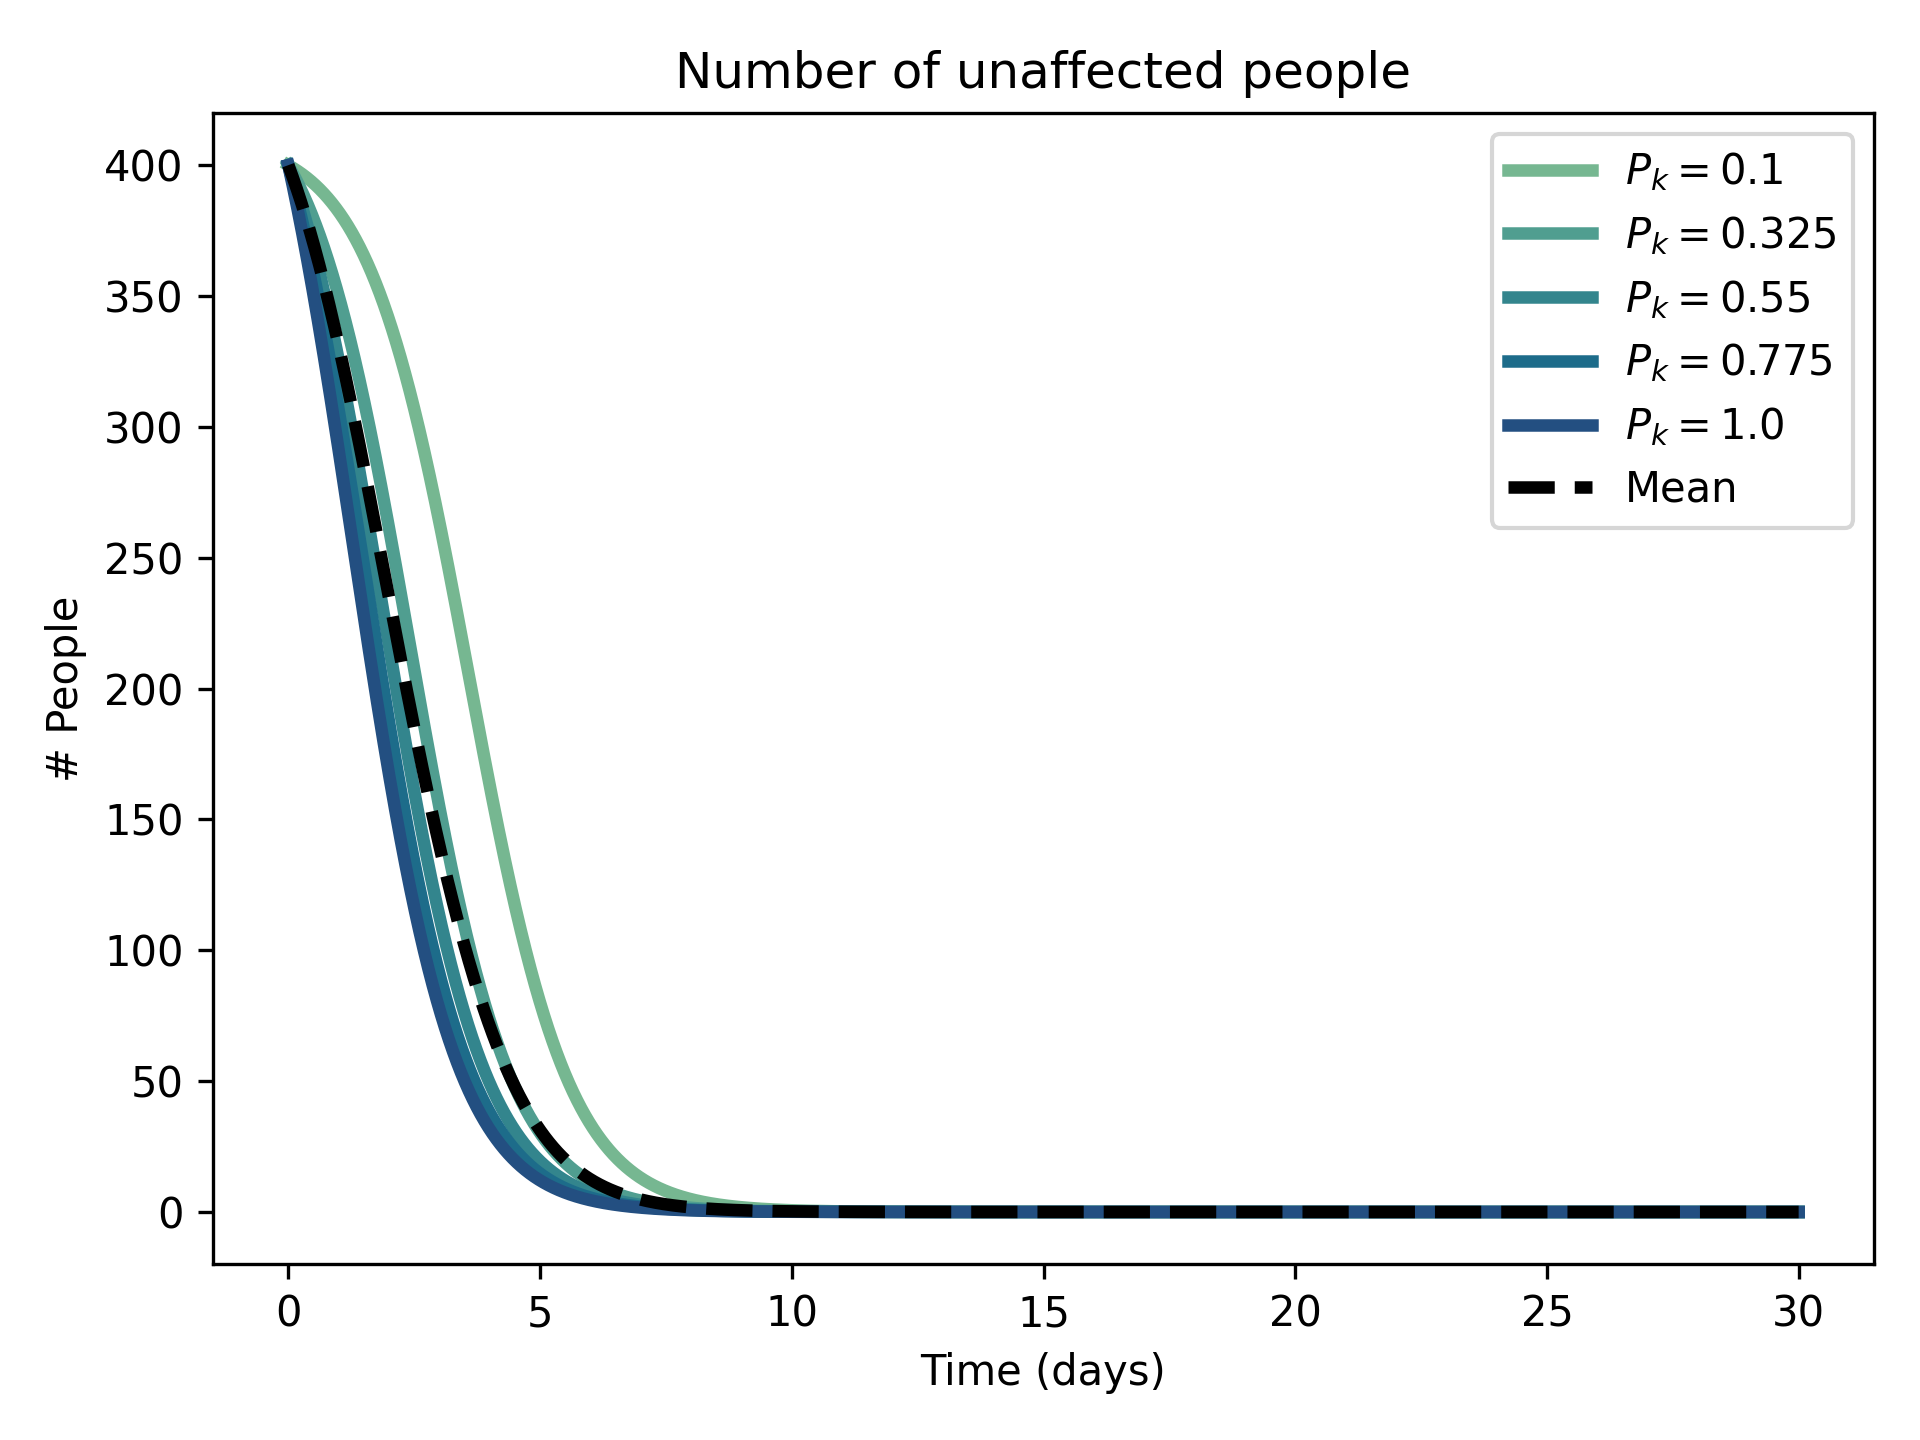 Number of unaffected people
400
350
300
250
200
150
100
50
0
# People
0 5 10 15 20 25 30
Time (days)
P_k = 0.1
P_k = 0.325
P_k = 0.55
P_k = 0.775
P_k = 1.0
Mean